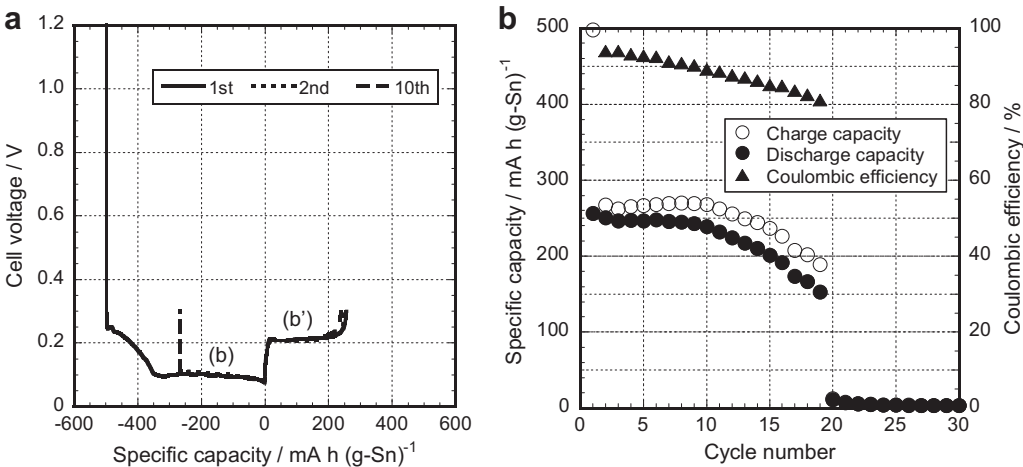 a
1.2
1.0
0.8
0.6
0.4
0.2
0
-600 -400 -200 0 200 400 600
Cell voltage / V
Specific capacity / mA h (g-Sn)⁻¹
1st 2nd 10th
(b)
(b')
b
500
400
300
200
100
0
100
80
60
40
20
0
0 5 10 15 20 25 30
Specific capacity / mA h (g-Sn)⁻¹
Coulombic efficiency / %
Cycle number
Charge capacity
Discharge capacity
Coulombic efficiency